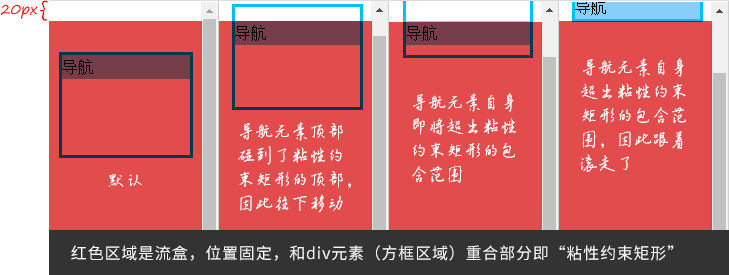 20px{
导航
默认
导航
导航元素顶部
碰到了粘性约
束矩形的顶部，
因此往下移动
导航
导航元素自身
即将超出粘性
约束矩形的包
含范围
导航
导航元素自身
超出粘性约束
矩形的包含范
围，因此跟着
滚走了
红色区域是流盒，位置固定，和div元素（方框区域）重合部分即“粘性约束矩形”